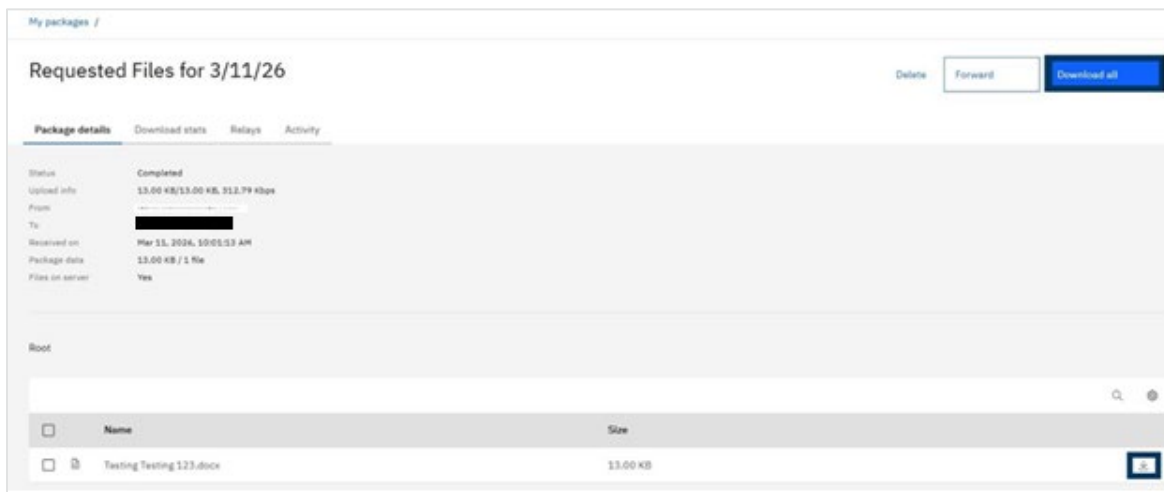 My packages /
Requested Files for 3/11/26
Delete Forward Download all
Package details Download stats Relays Activity
Status Completed
Upload info 13.00 KB/13.00 KB, 312.79 Kbps
From
To
Received on Mar 11, 2026, 10:01:13 AM
Package data 13.00 KB / 1 file
Files on server Yes
Root
Name Size
Testing Testing 123.docx 13.00 KB